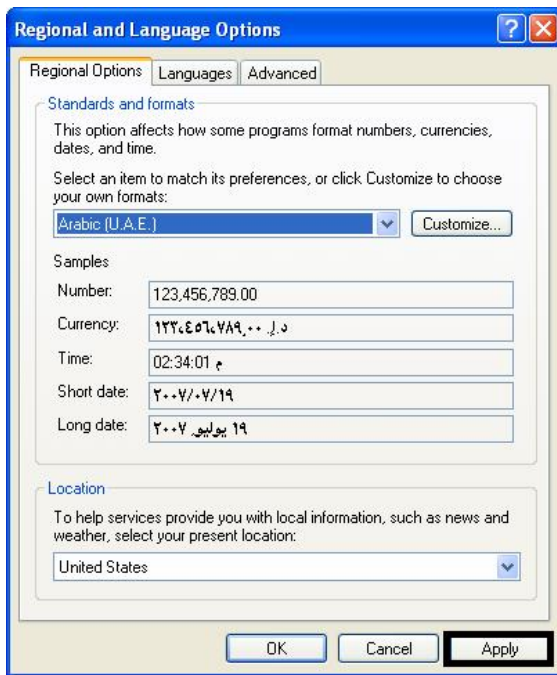 Regional and Language Options
Regional Options Languages Advanced
Standards and formats
This option affects how some programs format numbers, currencies,
dates, and time.
Select an item to match its preferences, or click Customize to choose
your own formats:
Arabic (U.A.E.) Customize...
Samples
Number: 123,456,789.00
Currency: د.إ. ١٢٣،٤٥٦،٧٨٩,٠٠
Time: 02:34:01 م
Short date: ٢٠٠٧/٠٧/١٩
Long date: ١٩ يوليو, ٢٠٠٧
Location
To help services provide you with local information, such as news and
weather, select your present location:
United States
OK Cancel Apply